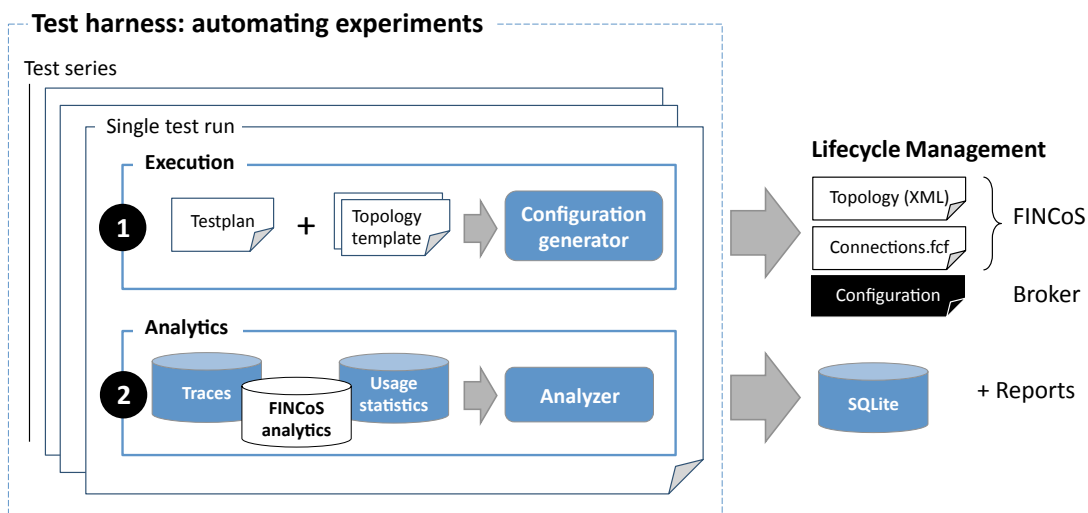 Test harness: automating experiments
Test series
Single test run
Execution
1
Testplan
+
Topology
template
Configuration
generator
Lifecycle Management
Topology (XML)
Connections.fcf
FINCoS
Configuration
Broker
Analytics
2
Traces
FINCoS
analytics
Usage
statistics
Analyzer
SQLite
+ Reports